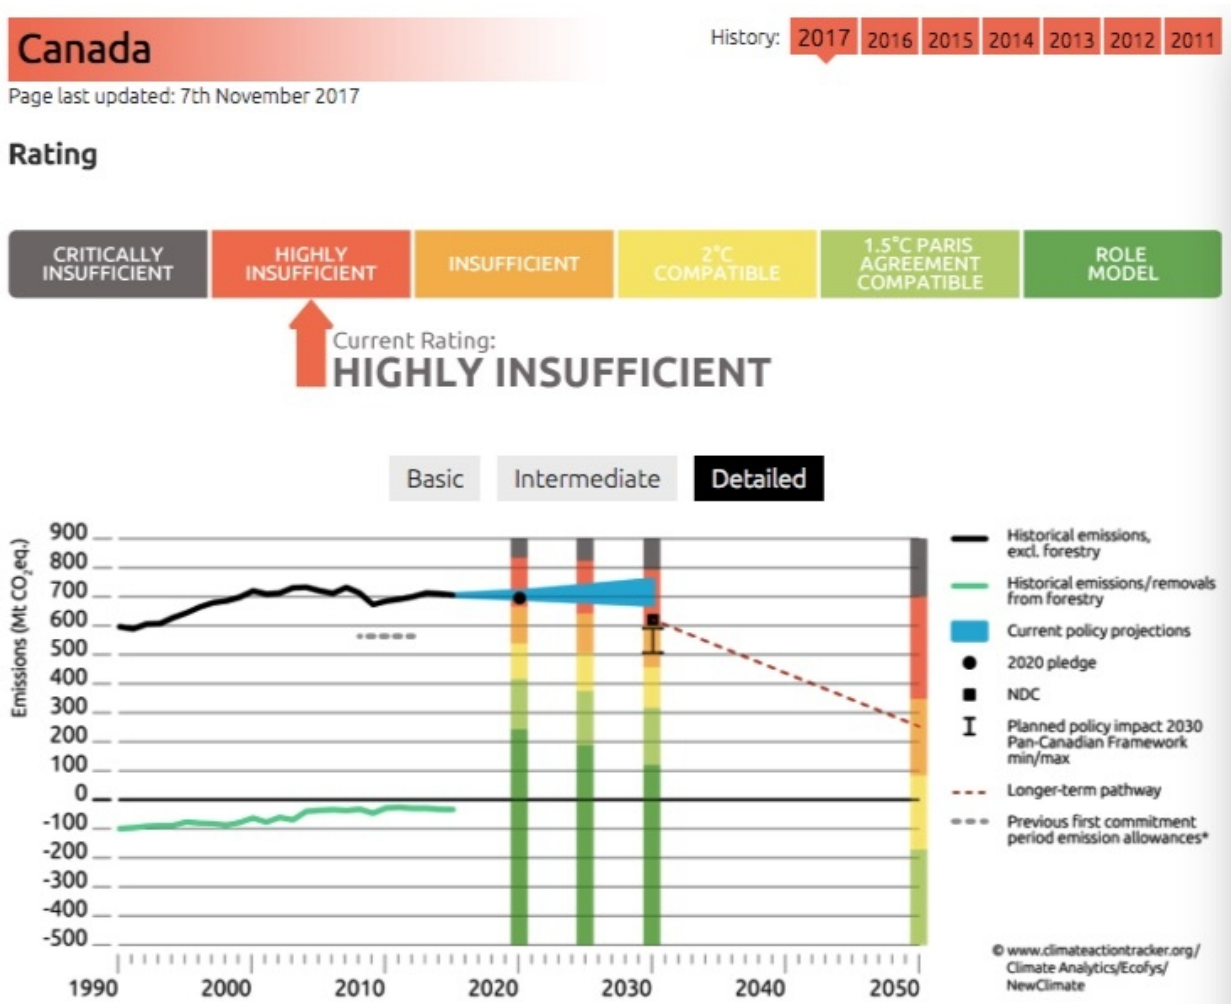 Canada
History: 2017 2016 2015 2014 2013 2012 2011
Page last updated: 7th November 2017
Rating
CRITICALLY
INSUFFICIENT
HIGHLY
INSUFFICIENT
INSUFFICIENT
2°C
COMPATIBLE
1.5°C PARIS
AGREEMENT
COMPATIBLE
ROLE
MODEL
Current Rating:
HIGHLY INSUFFICIENT
Basic Intermediate Detailed
Emissions (Mt CO₂eq.)
900
800
700
600
500
400
300
200
100
0
-100
-200
-300
-400
-500
1990 2000 2010 2020 2030 2040 2050
Historical emissions,
excl. forestry
Historical emissions/removals
from forestry
Current policy projections
2020 pledge
NDC
Planned policy impact 2030
Pan-Canadian Framework
min/max
Longer-term pathway
Previous first commitment
period emission allowances*
© www.climateactiontracker.org/
Climate Analytics/Ecofys/
NewClimate